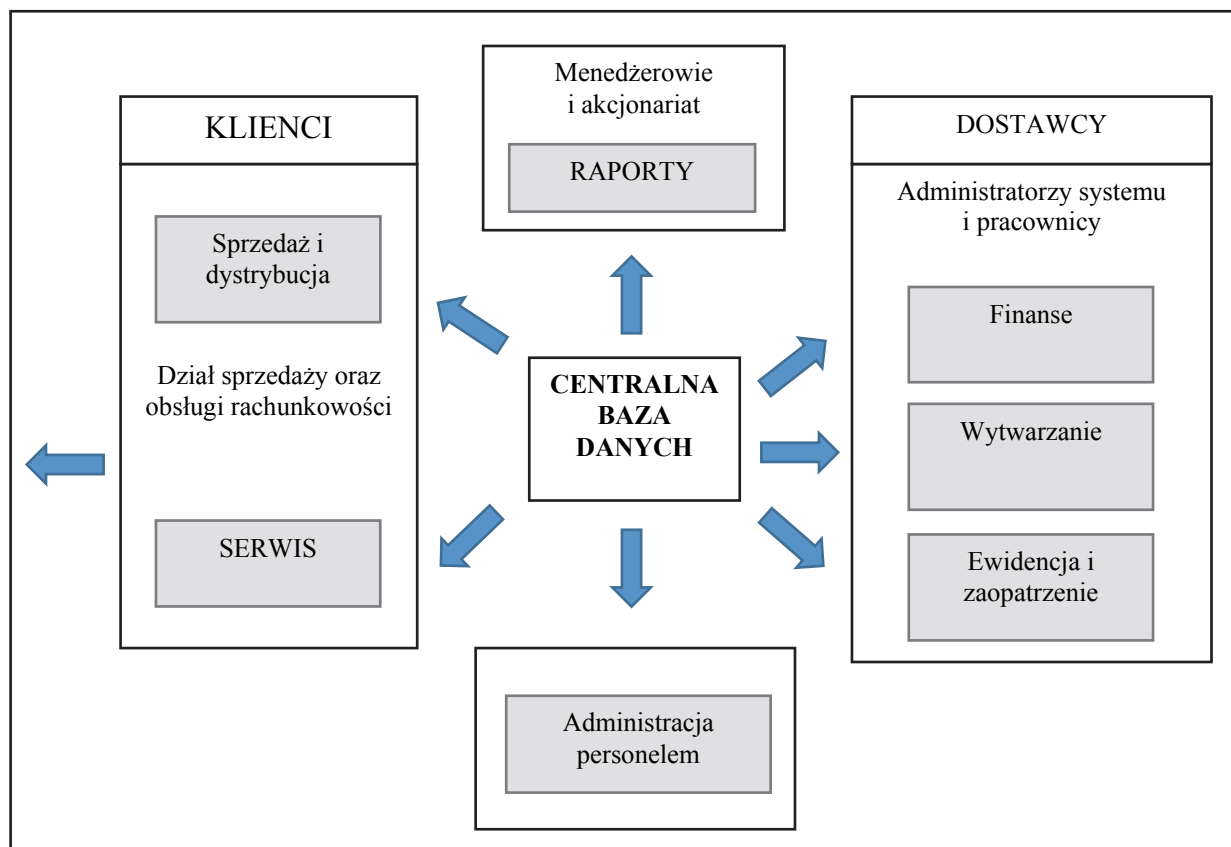 KLIENCI
Sprzedaż i
dystrybucja
Dział sprzedaży oraz
obsługi rachunkowości
SERWIS
Menedżerowie
i akcjonariat
RAPORTY
CENTRALNA
BAZA
DANYCH
Administracja
personelem
DOSTAWCY
Administratorzy systemu
i pracownicy
Finanse
Wytwarzanie
Ewidencja i
zaopatrzenie